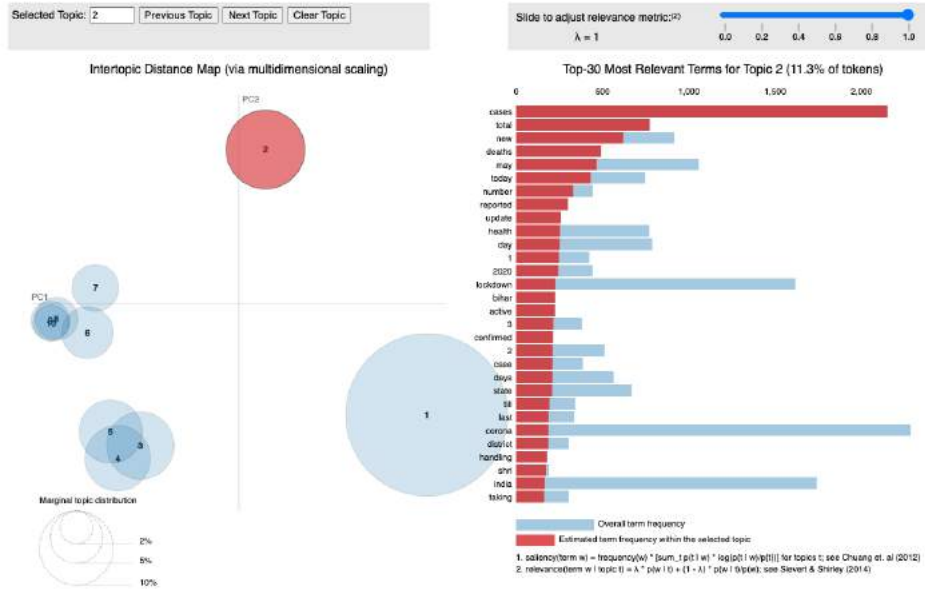 Selected Topic: 2 Previous Topic Next Topic Clear Topic
Slide to adjust relevance metric:(2)
λ = 1
0.0 0.2 0.4 0.6 0.8 1.0
Intertopic Distance Map (via multidimensional scaling)
PC2
2
7
PC1
6
1
5
3
4
Marginal topic distribution
2%
5%
10%
Top-30 Most Relevant Terms for Topic 2 (11.3% of tokens)
0 500 1,000 1,500 2,000
cases
total
new
deaths
may
today
number
reported
update
health
day
1
2020
lockdown
bihar
active
3
confirmed
2
case
days
state
till
last
corona
district
handling
shri
india
taking
Overall term frequency
Estimated term frequency within the selected topic
1. saliency(term w) = frequency(w) * [sum_t p(t | w) * log(p(t | w)/p(t))] for topics t; see Chuang et. al (2012)
2. relevance(term w | topic t) = λ * p(w | t) + (1 - λ) * p(w | t)/p(w); see Sievert & Shirley (2014)